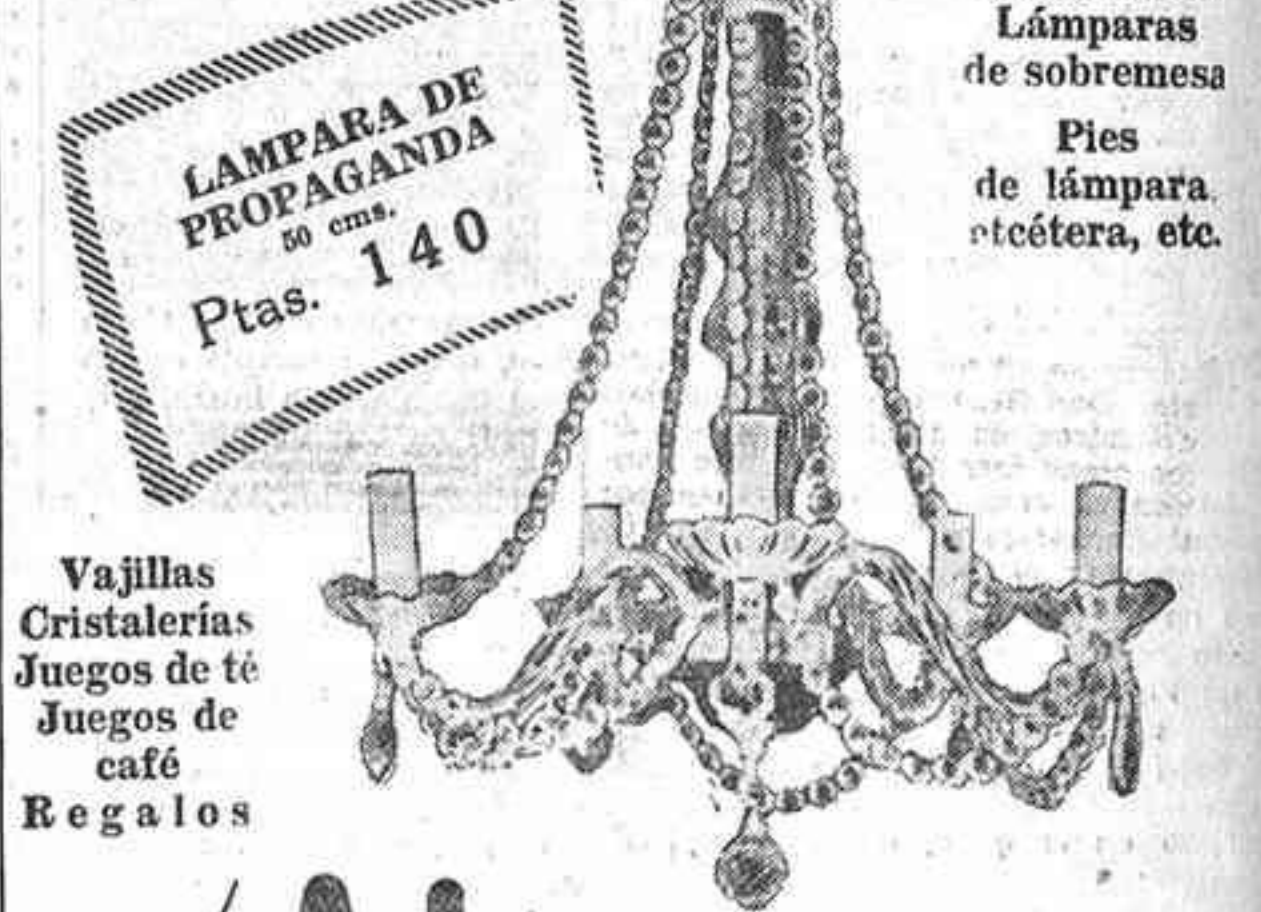 LAMPARA DE
PROPAGANDA
50 cms.
Ptas. 140
Lámparas
de sobremesa
Pies
de lámpara
etcétera, etc.
Vajillas
Cristalerías
Juegos de té
Juegos de
café
Regalos